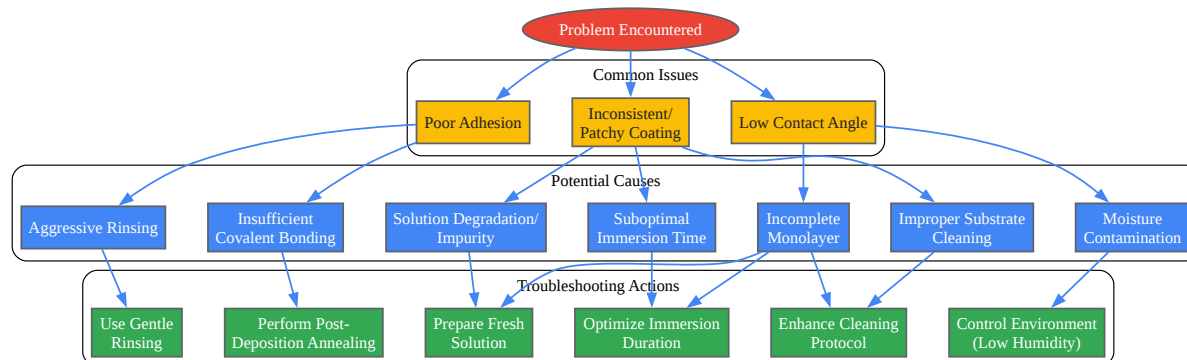 Problem Encountered
Common Issues
Poor Adhesion
Inconsistent/
Patchy Coating
Low Contact Angle
Potential Causes
Aggressive Rinsing
Insufficient
Covalent Bonding
Solution Degradation/
Impurity
Suboptimal
Immersion Time
Incomplete
Monolayer
Improper Substrate
Cleaning
Moisture
Contamination
Troubleshooting Actions
Use Gentle
Rinsing
Perform Post-
Deposition Annealing
Prepare Fresh
Solution
Optimize Immersion
Duration
Enhance Cleaning
Protocol
Control Environment
(Low Humidity)